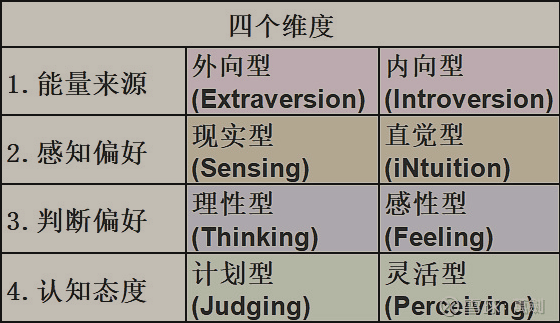 四个维度
1.能量来源
外向型
(Extraversion)
内向型
(Introversion)
2.感知偏好
现实型
(Sensing)
直觉型
(iNtuition)
3.判断偏好
理性型
(Thinking)
感性型
(Feeling)
4.认知态度
计划型
(Judging)
灵活型
(Perceiving)